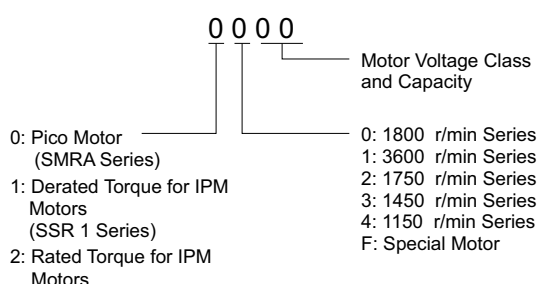 0 0 0 0
Motor Voltage Class
and Capacity
0: Pico Motor
(SMRA Series)
1: Derated Torque for IPM
Motors
(SSR 1 Series)
2: Rated Torque for IPM
Motors
0: 1800 r/min Series
1: 3600 r/min Series
2: 1750 r/min Series
3: 1450 r/min Series
4: 1150 r/min Series
F: Special Motor